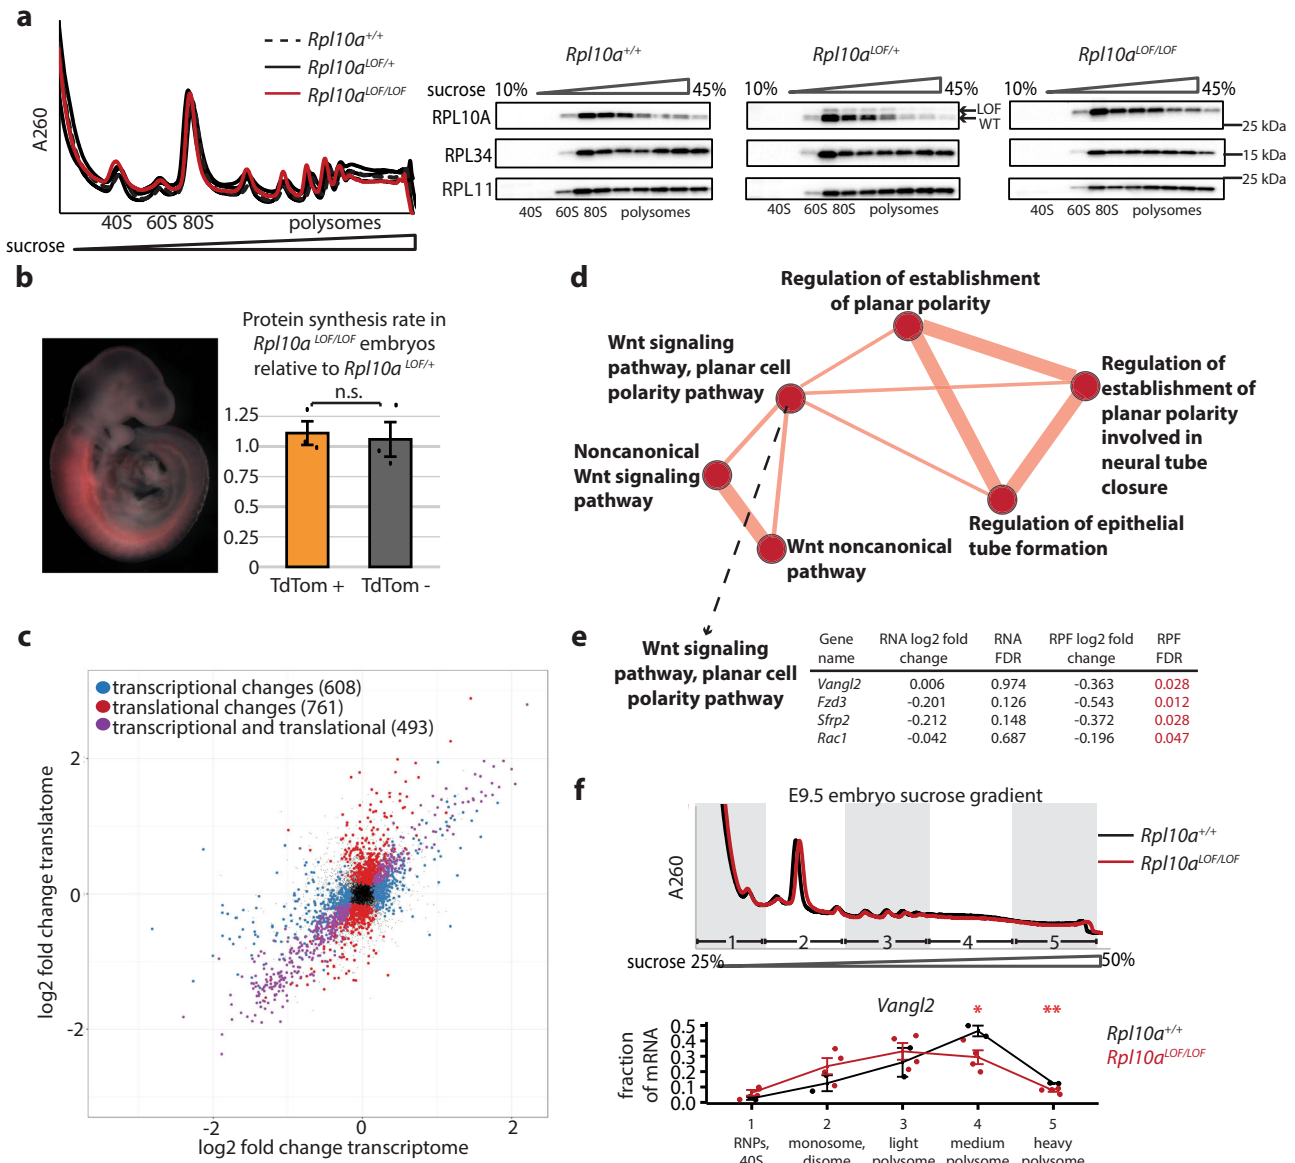 a
Rpl10a+/+
Rpl10aLOF/+
Rpl10aLOF/LOF
A260
40S 60S 80S polysomes
sucrose
Rpl10a+/+
Rpl10aLOF/+
Rpl10aLOF/LOF
sucrose 10% 45% 10% 45% 10% 45%
RPL10A
LOF
WT
25 kDa
RPL34
15 kDa
RPL11
25 kDa
40S 60S 80S polysomes
40S 60S 80S polysomes
40S 60S 80S polysomes
b
Protein synthesis rate in
Rpl10a LOF/LOF embryos
relative to Rpl10a LOF/+
n.s.
1.25
1.0
0.75
0.5
0.25
0
TdTom + TdTom -
d
Regulation of establishment
of planar polarity
Wnt signaling
pathway, planar cell
polarity pathway
Regulation of
establishment of
planar polarity
involved in
neural tube
closure
Noncanonical
Wnt signaling
pathway
Regulation of epithelial
tube formation
Wnt noncanonical
pathway
c
transcriptional changes (608)
translational changes (761)
transcriptional and translational (493)
log2 fold change translatome
2
0
-2
-2 0 2
log2 fold change transcriptome
Wnt signaling
pathway, planar cell
polarity pathway
e
Gene name RNA log2 fold change RNA FDR RPF log2 fold change RPF FDR
Vangl2 0.006 0.974 -0.363 0.028
Fzd3 -0.201 0.126 -0.543 0.012
Sfrp2 -0.212 0.148 -0.372 0.028
Rac1 -0.042 0.687 -0.196 0.047
f
E9.5 embryo sucrose gradient
Rpl10a+/+
Rpl10aLOF/LOF
A260
1 2 3 4 5
sucrose 25% 50%
Vangl2 * **
Rpl10a+/+
Rpl10aLOF/LOF
fraction
of mRNA
0.5
0.4
0.3
0.2
0.1
0.0
1 2 3 4 5
RNPs, monosome, light medium heavy
40S disome polysome polysome polysome